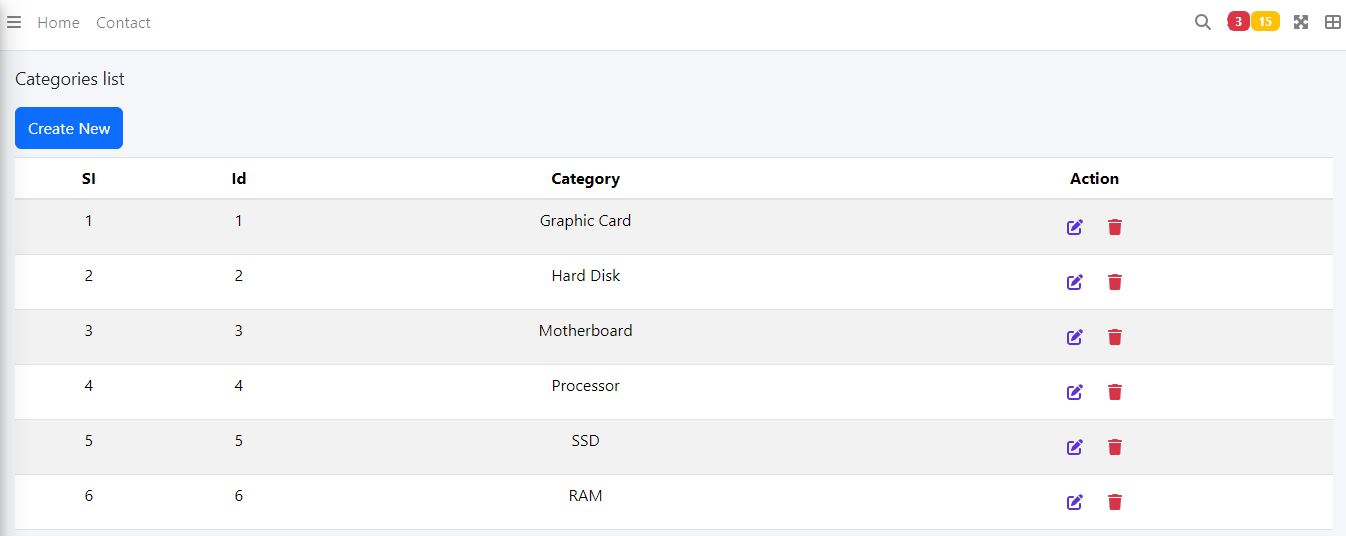 Home Contact 3 15
Categories list
Create New
Sl Id Category Action
1 1 Graphic Card
2 2 Hard Disk
3 3 Motherboard
4 4 Processor
5 5 SSD
6 6 RAM